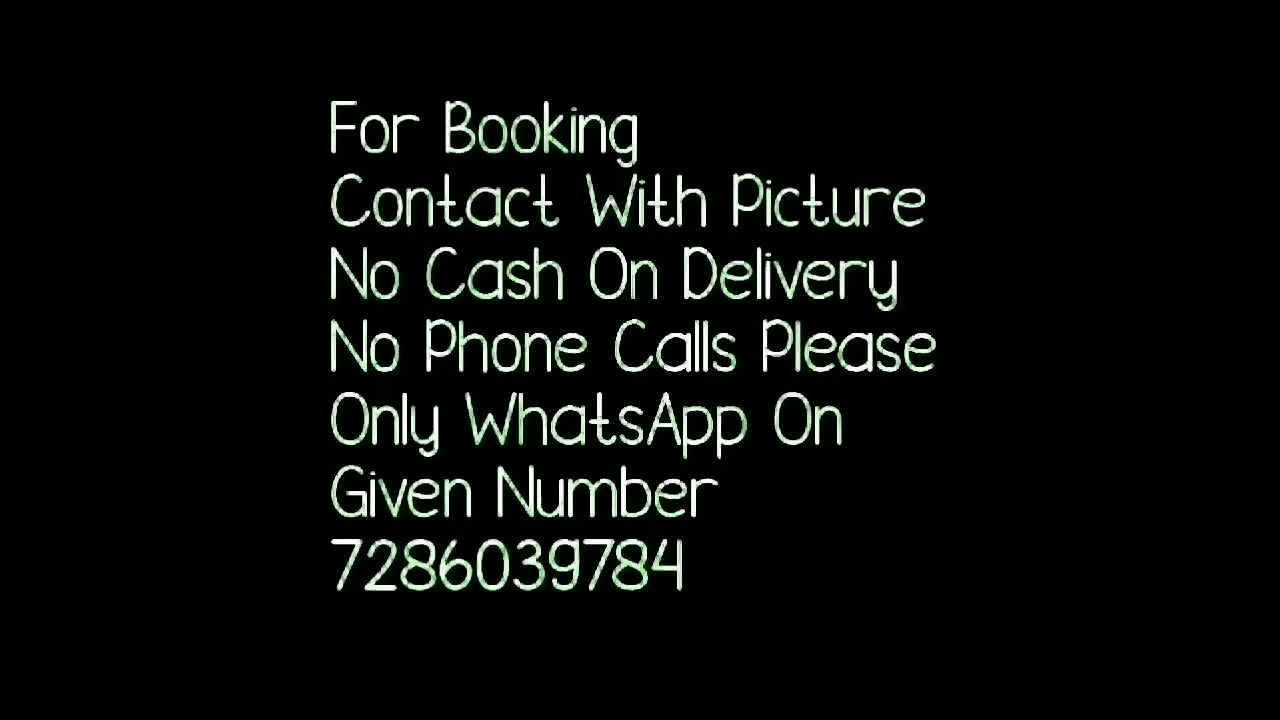 For Booking
Contact With Picture
No Cash On Delivery
No Phone Calls Please
Only WhatsApp On
Given Number
7286039784